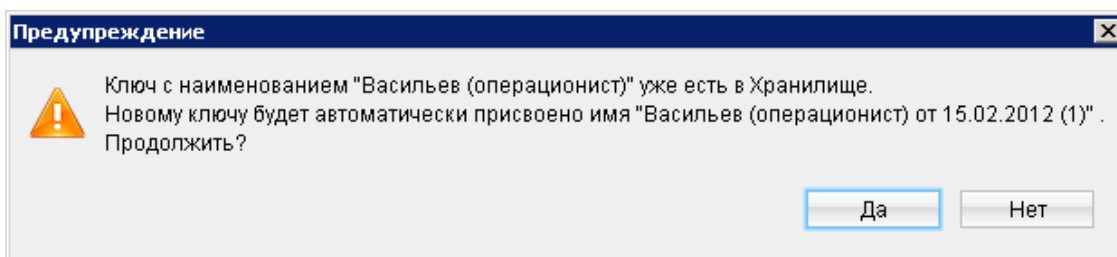 Предупреждение
Ключ с наименованием "Васильев (операционист)" уже есть в Хранилище.
Новому ключу будет автоматически присвоено имя "Васильев (операционист) от 15.02.2012 (1)" .
Продолжить?
Да Нет